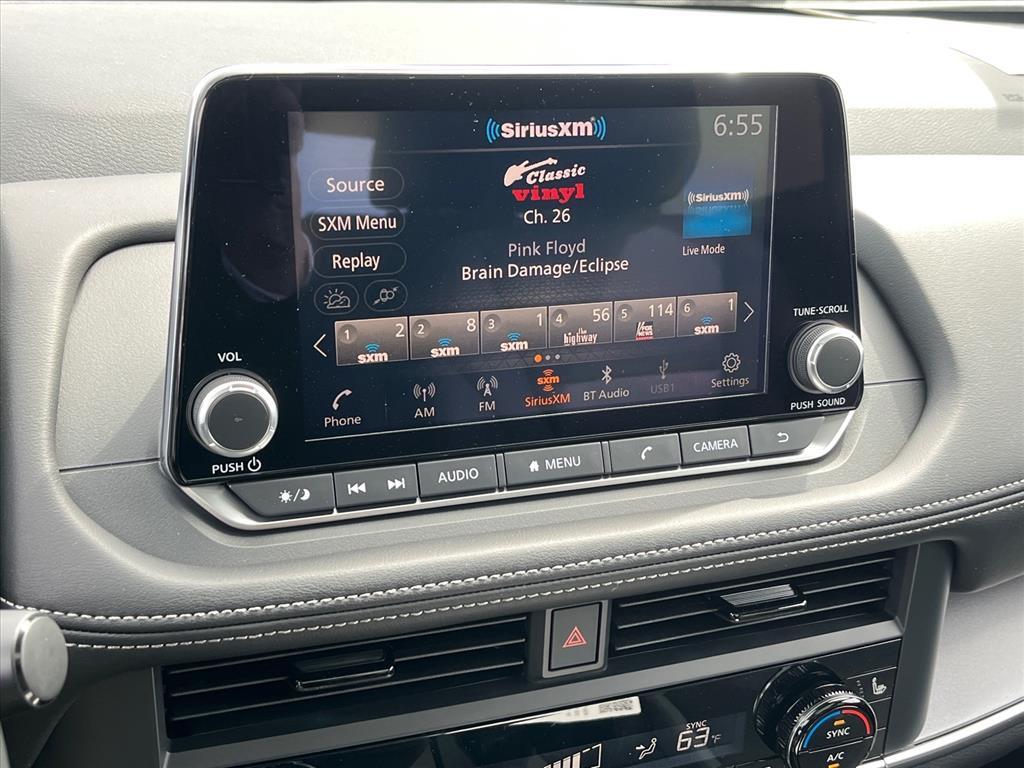 SiriusXM
6:55
Source
Classic
vinyl
SiriusXM
SXM Menu
Ch. 26
Replay
Pink Floyd
Live Mode
Brain Damage/Eclipse
1 2
sxm
2 8
sxm
3 1
sxm
4 56
the highway
5 114
FOX NEWS
6 1
sxm
TUNE·SCROLL
VOL
Phone
AM
FM
sxm
SiriusXM
BT Audio
USB1
Settings
PUSH SOUND
PUSH
AUDIO
MENU
CAMERA
SYNC
63°F
SYNC
A/C